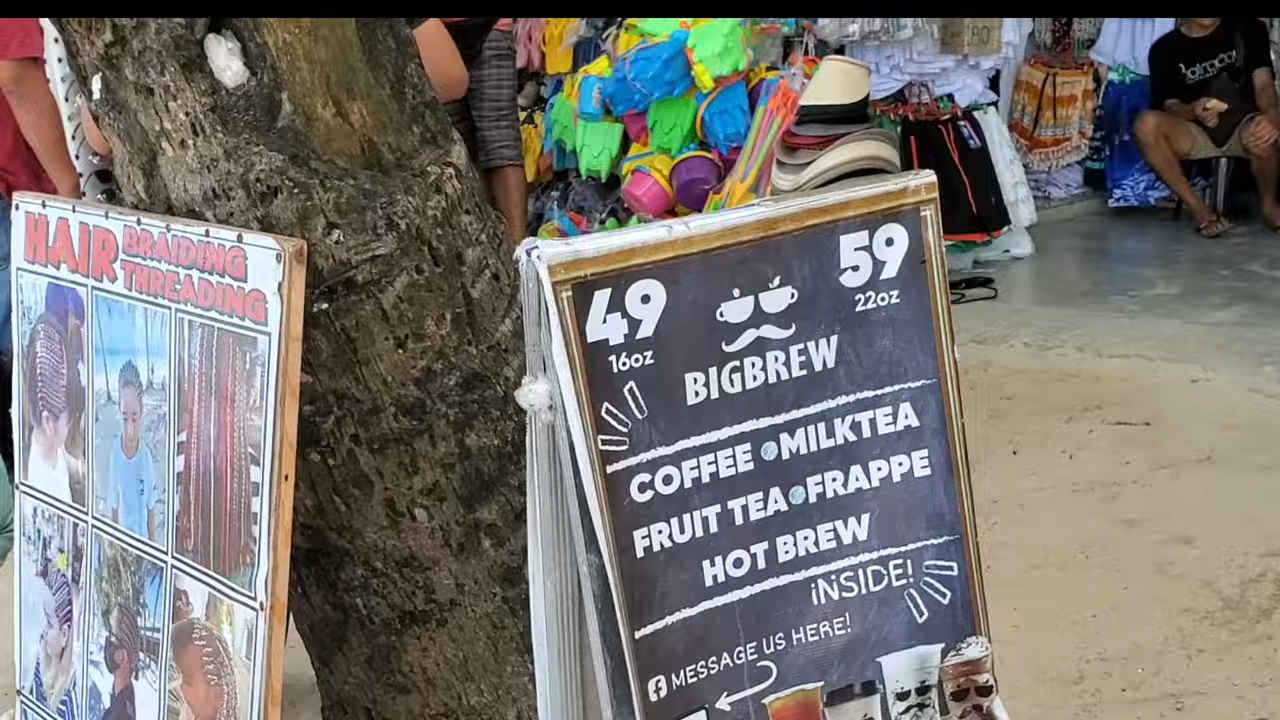 HAIR BRAIDING
THREADING
49
16oz
59
22oz
BIGBREW
COFFEE MILKTEA
FRUIT TEA FRAPPE
HOT BREW
iNSIDE!
MESSAGE US HERE!